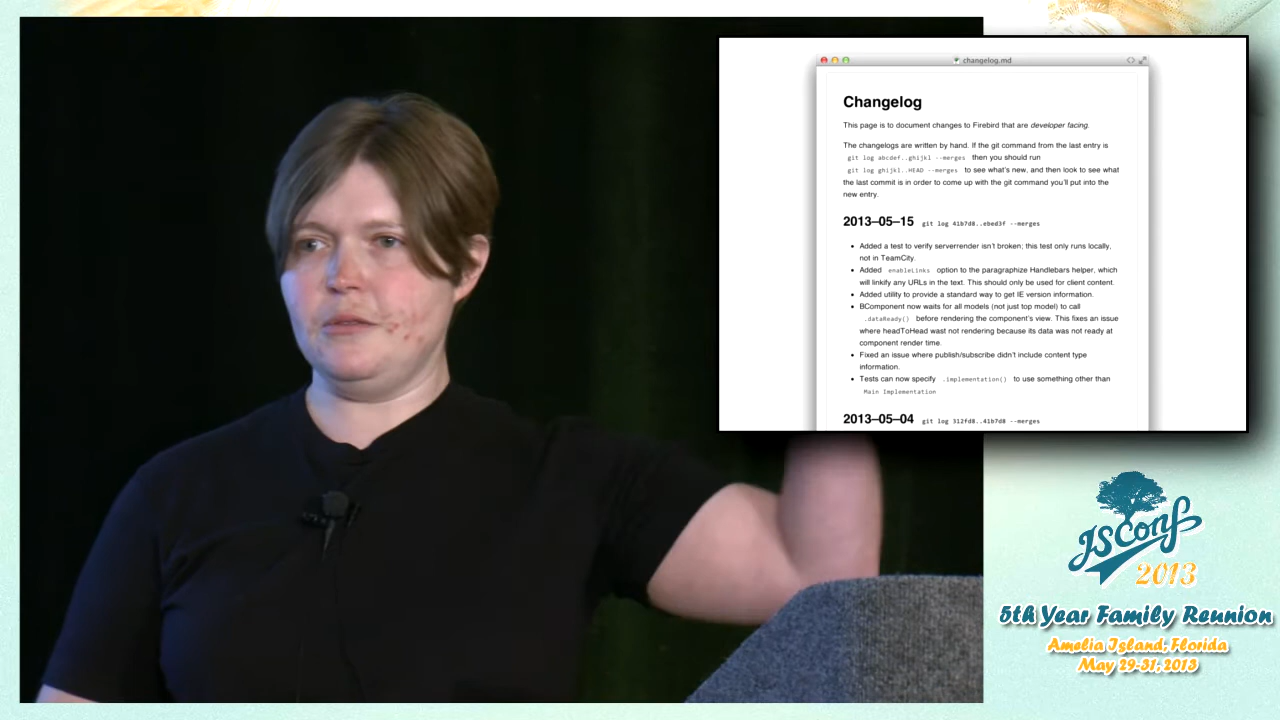 changelog.md
Changelog
This page is to document changes to Firebird that are developer facing.
The changelogs are written by hand. If the git command from the last entry is
git log abcdef..ghijkl --merges then you should run
git log ghijkl..HEAD --merges to see what's new, and then look to see what
the last commit is in order to come up with the git command you'll put into the
new entry.
2013–05–15 git log 41b7d8..ebed3f --merges
• Added a test to verify serverrender isn't broken; this test only runs locally,
not in TeamCity.
• Added enableLinks option to the paragraphize Handlebars helper, which
will linkify any URLs in the text. This should only be used for client content.
• Added utility to provide a standard way to get IE version information.
• BComponent now waits for all models (not just top model) to call
.dataReady() before rendering the component's view. This fixes an issue
where headToHead wast not rendering because its data was not ready at
component render time.
• Fixed an issue where publish/subscribe didn't include content type
information.
• Tests can now specify .implementation() to use something other than
Main Implementation
2013–05–04 git log 312fd8..41b7d8 --merges
JSConf
2013
5th Year Family Reunion
Amelia Island, Florida
May 29-31, 2013